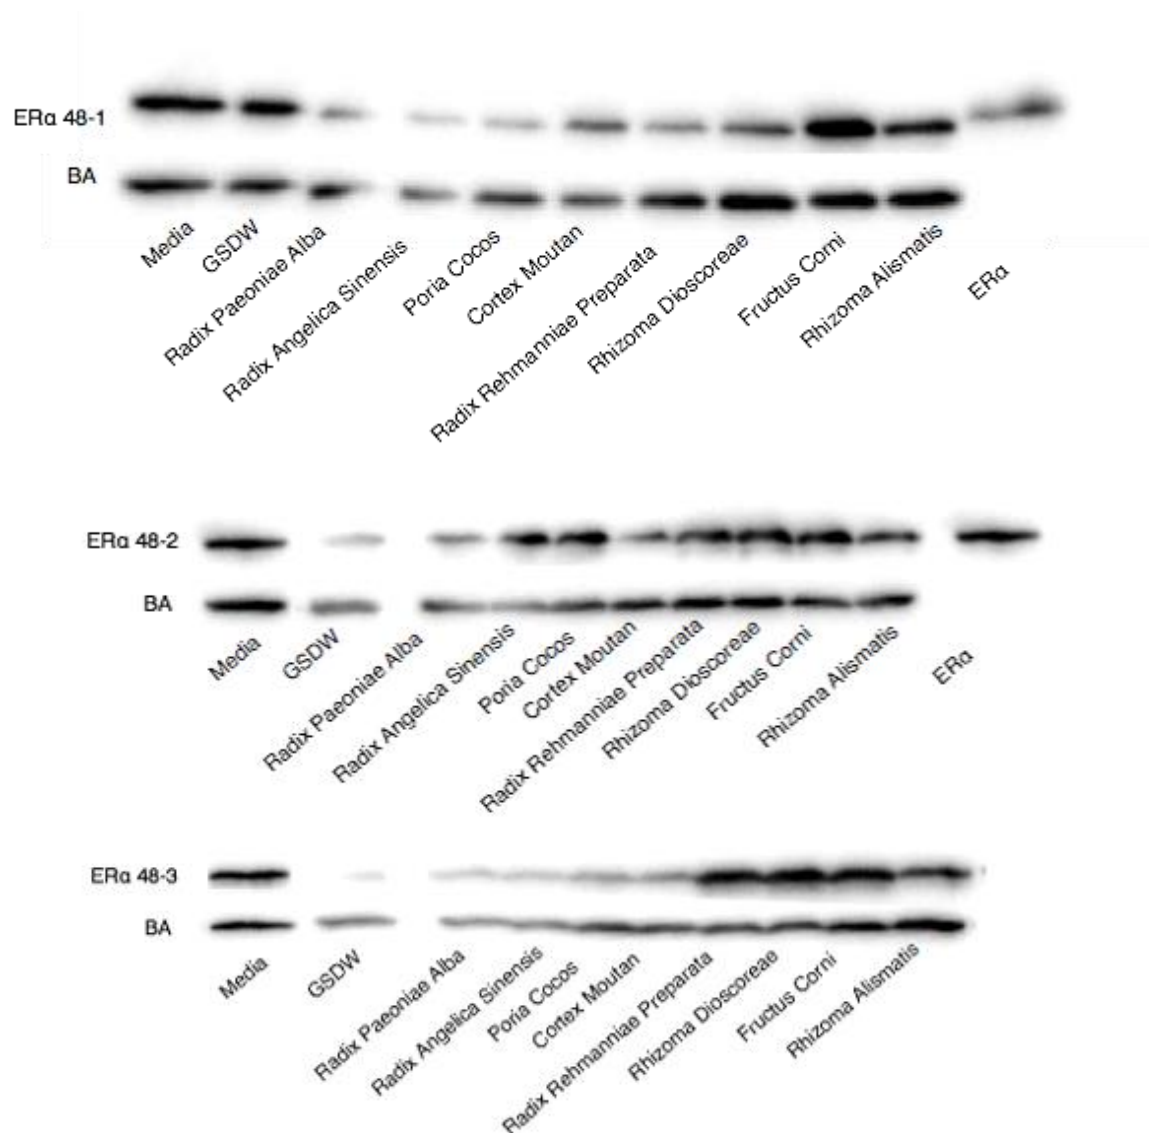 ERα 48-1
BA
Media
GSDW
Radix Paeoniae Alba
Radix Angelica Sinensis
Poria Cocos
Cortex Moutan
Radix Rehmanniae Preparata
Rhizoma Dioscoreae
Fructus Corni
Rhizoma Alismatis
ERα
ERα 48-2
BA
Media
GSDW
Radix Paeoniae Alba
Radix Angelica Sinensis
Poria Cocos
Cortex Moutan
Radix Rehmanniae Preparata
Rhizoma Dioscoreae
Fructus Corni
Rhizoma Alismatis
ERα
ERα 48-3
BA
Media
GSDW
Radix Paeoniae Alba
Radix Angelica Sinensis
Poria Cocos
Cortex Moutan
Radix Rehmanniae Preparata
Rhizoma Dioscoreae
Fructus Corni
Rhizoma Alismatis